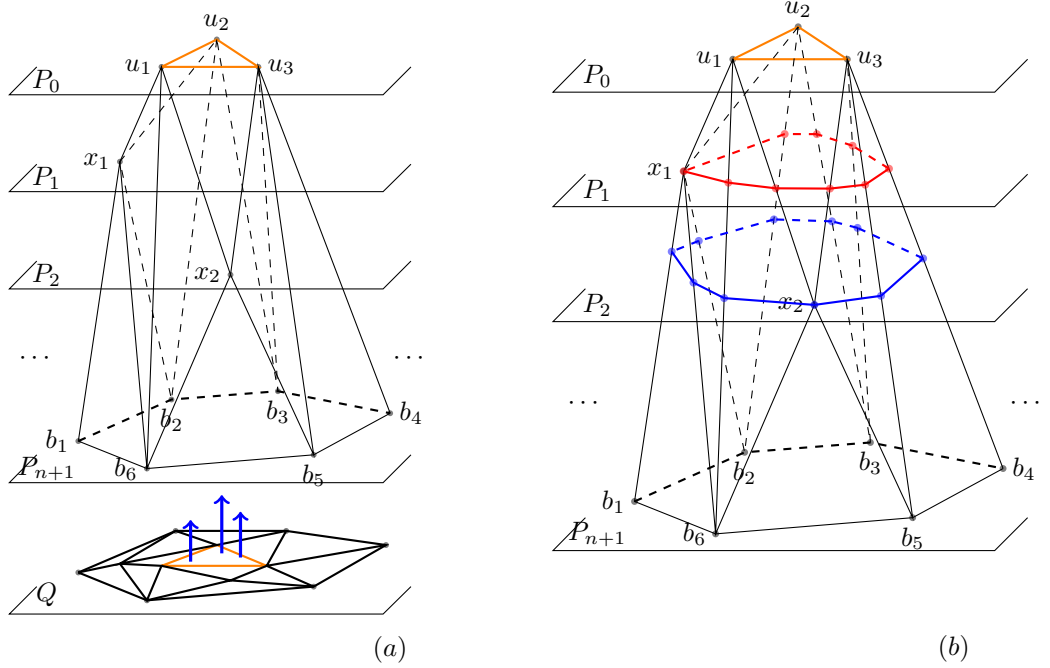 u₂
u₁ u₃
P₀
x₁
P₁
x₂
P₂
... ...
b₂ b₃ b₄
b₁
b₆ b₅
Pₙ₊₁
Q
(a)
u₂
u₁ u₃
P₀
x₁
P₁
x₂
P₂
... ...
b₂ b₃ b₄
b₁
b₆ b₅
Pₙ₊₁
(b)